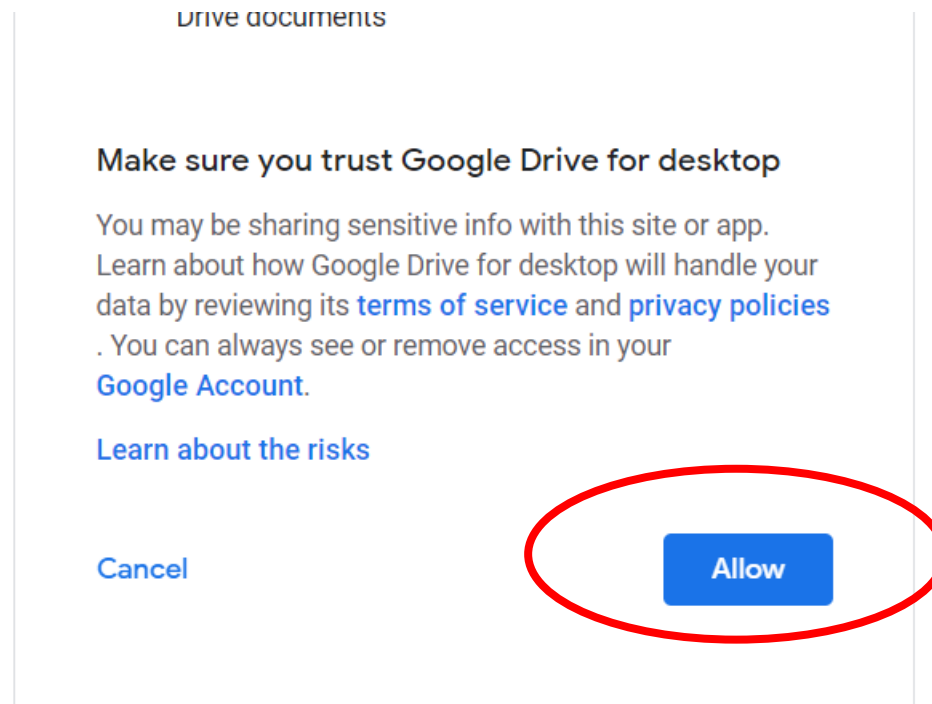 Drive documents
Make sure you trust Google Drive for desktop
You may be sharing sensitive info with this site or app.
Learn about how Google Drive for desktop will handle your
data by reviewing its terms of service and privacy policies
. You can always see or remove access in your
Google Account.
Learn about the risks
Cancel
Allow